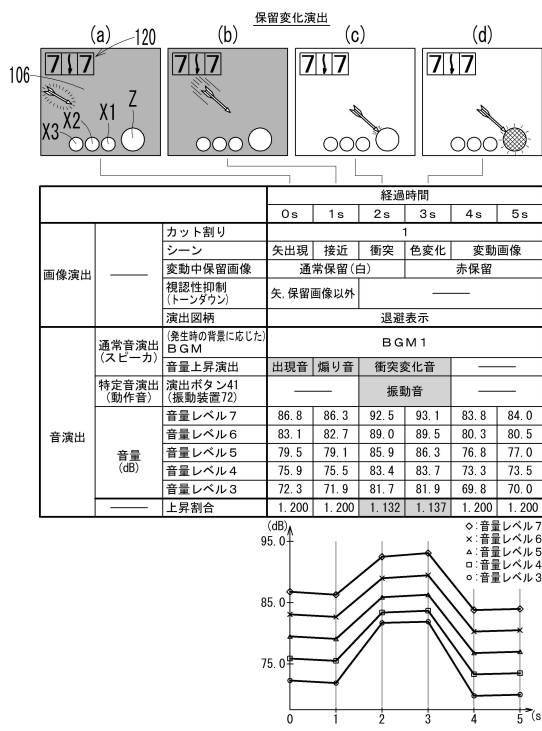 保留変化演出
(a) 120 (b) (c) (d)
7 7 7 7 7 7 7 7
106
X3 X2 X1 Z
経過時間
0s 1s 2s 3s 4s 5s
画像演出 ―― カット割り 1
シーン 矢出現 接近 衝突 色変化 変動画像
変動中保留画像 通常保留(白) 赤保留
視認性抑制(トーンダウン) 矢,保留画像以外 ――
演出図柄 退避表示
音演出 通常音演出(スピーカ) (発生時の背景に応じた)BGM BGM1
音量上昇演出 出現音 煽り音 衝突変化音 ――
特定音演出(動作音) 演出ボタン41(振動装置72) ―― 振動音 ――
音量(dB) 音量レベル7 86.8 86.3 92.5 93.1 83.8 84.0
音量レベル6 83.1 82.7 89.0 89.5 80.3 80.5
音量レベル5 79.5 79.1 85.9 86.3 76.8 77.0
音量レベル4 75.9 75.5 83.4 83.7 73.3 73.5
音量レベル3 72.3 71.9 81.7 81.9 69.8 70.0
―― 上昇割合 1.200 1.200 1.132 1.137 1.200 1.200
(dB)
95.0
85.0
75.0
◇:音量レベル7
×:音量レベル6
△:音量レベル5
□:音量レベル4
○:音量レベル3
0 1 2 3 4 5 (s